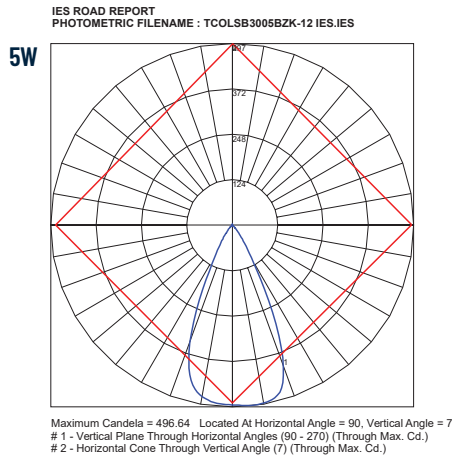 IES ROAD REPORT
PHOTOMETRIC FILENAME : TCOLSB3005BZK-12 IES.IES
5W
497
372
248
124
1
Maximum Candela = 496.64 Located At Horizontal Angle = 90, Vertical Angle = 7
# 1 - Vertical Plane Through Horizontal Angles (90 - 270) (Through Max. Cd.)
# 2 - Horizontal Cone Through Vertical Angle (7) (Through Max. Cd.)